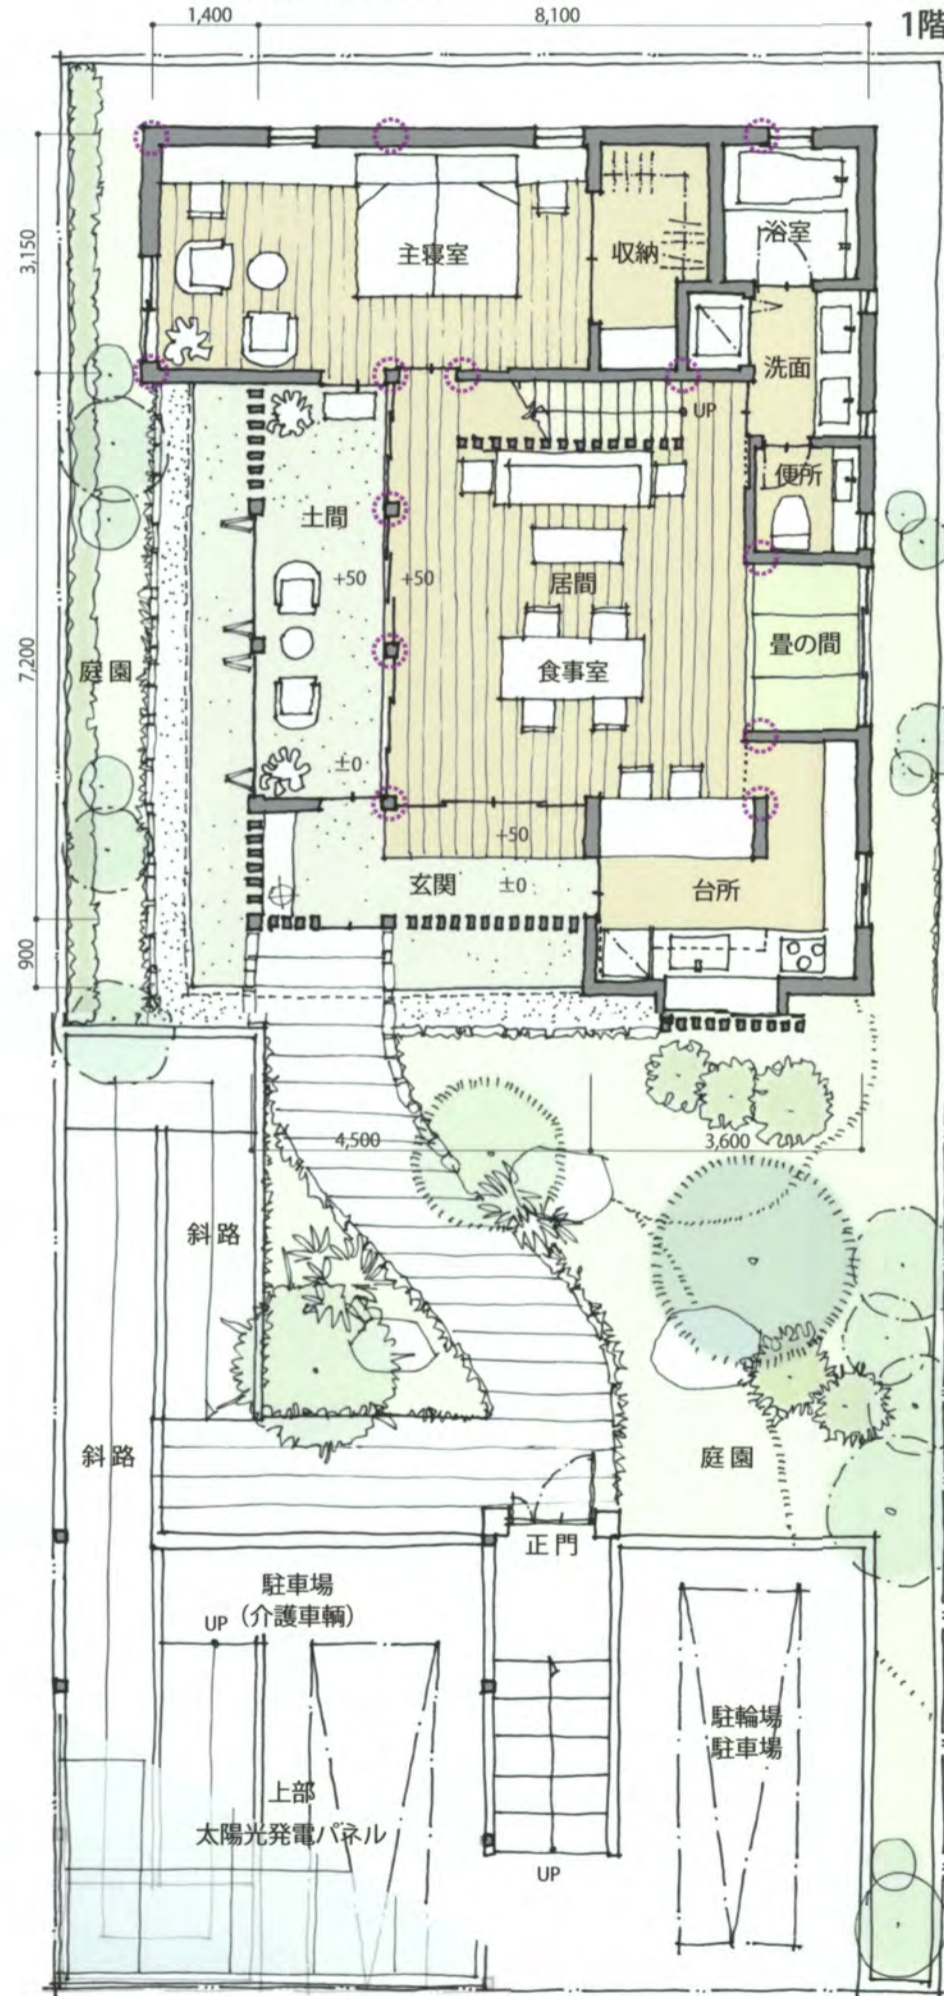 1,400
8,100
1階
3,150
主寝室
収納
浴室
洗面
UP
便所
土間
+50
+50
居間
7,200
庭園
畳の間
食事室
±0
+50
玄関
±0
台所
900
4,500
3,600
斜路
斜路
庭園
正門
駐車場
UP
(介護車輌)
駐輪場
駐車場
上部
太陽光発電パネル
UP